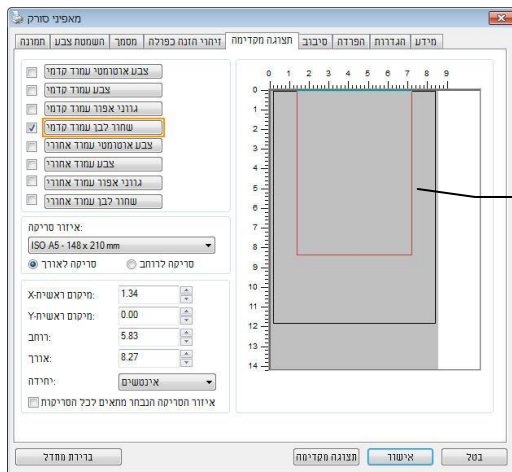 מאפיני סורק
תמונה השמטת צבע מסמך זיהוי הזנה כפולה תצוגה מקדימה סיבוב הפרדה הגדרות מידע
צבע אוטומטי עמוד קדמי
צבע עמוד קדמי
גרוני אפור עמוד קדמי
שחור לבן עמוד קדמי
צבע אוטומטי עמוד אחורי
צבע עמוד אחורי
גרוני אפור עמוד אחורי
שחור לבן עמוד אחורי
איזור סריקה:
ISO A5 - 148 x 210 mm
סריקה לאורך סריקה לרוחב
מיקום ראשית-X: 1.34
מיקום ראשית-Y: 0.00
רוחב: 5.83
אורך: 8.27
יחידה: אינטשים
איזור הסריקה הנבחר מתאים לכל הסריקות
0 1 2 3 4 5 6 7 8 9
0
1
2
3
4
5
6
7
8
9
10
11
12
13
14
ברירת מחדל תצוגה מקדימה אישור בטל